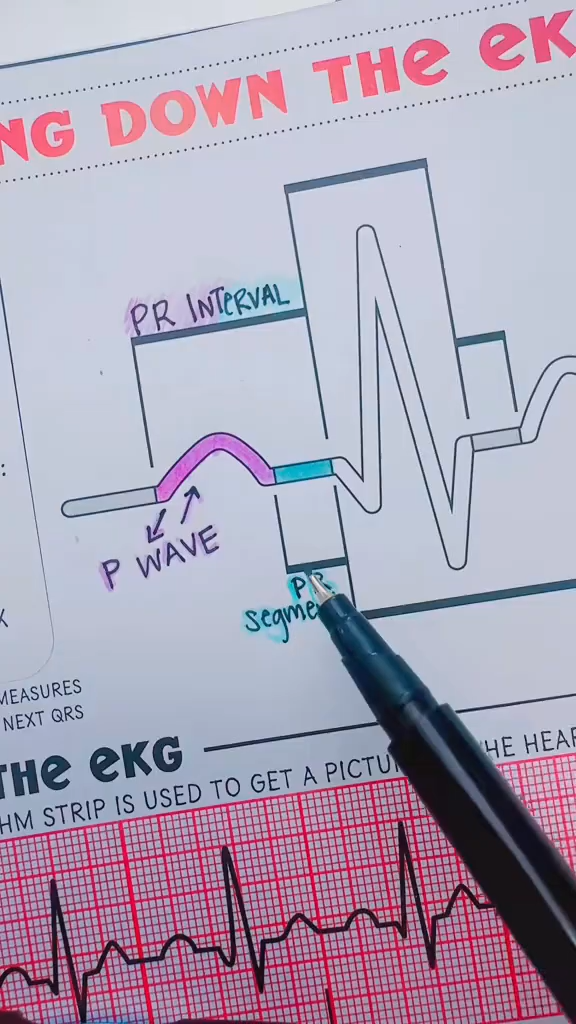 NG DOWN THE EK
PR INTERVAL
P WAVE
PR
MEASURES
NEXT QRS
THE EKG
HM STRIP IS USED TO GET A PICTU HE HEAR